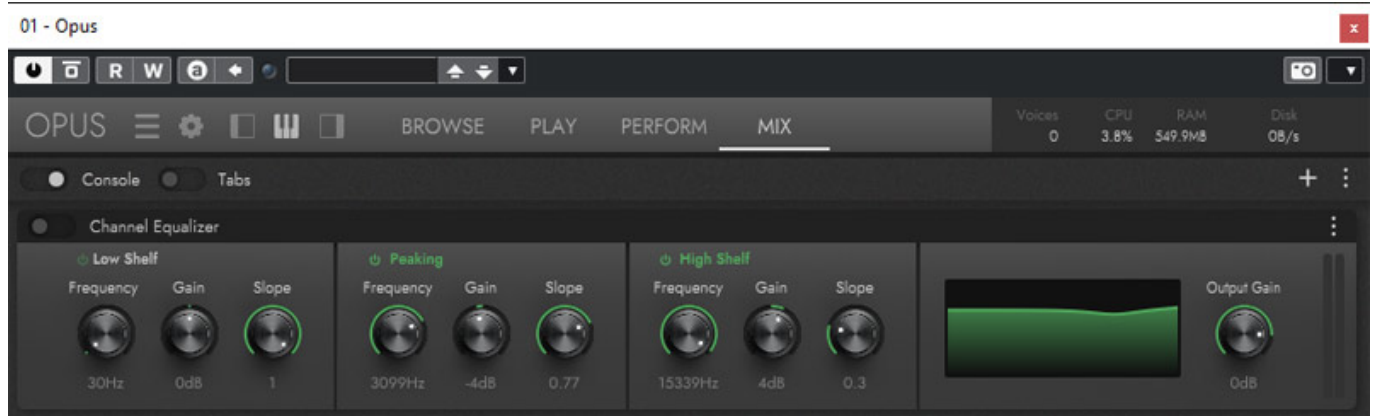 01 - Opus
x
R W a
OPUS BROWSE PLAY PERFORM MIX Voices CPU RAM Disk
0 3.8% 549.9MB 0B/s
Console Tabs
Channel Equalizer
Low Shelf Peaking High Shelf
Frequency Gain Slope Frequency Gain Slope Frequency Gain Slope Output Gain
30Hz 0dB 1 3099Hz -4dB 0.77 15339Hz 4dB 0.3 0dB